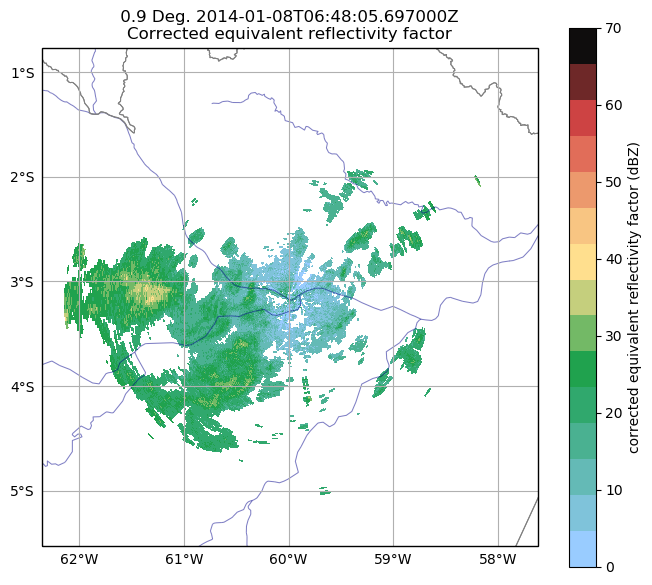 0.9 Deg. 2014-01-08T06:48:05.697000Z
Corrected equivalent reflectivity factor
1°S
2°S
3°S
4°S
5°S
62°W 61°W 60°W 59°W 58°W
70
60
50
40
30
20
10
0
corrected equivalent reflectivity factor (dBZ)